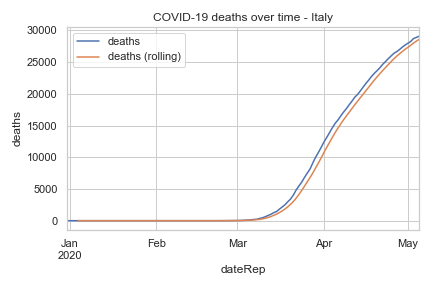 COVID-19 deaths over time - Italy
deaths
deaths (rolling)
30000
25000
20000
15000
10000
5000
0
deaths
Jan Feb Mar Apr May
2020
dateRep